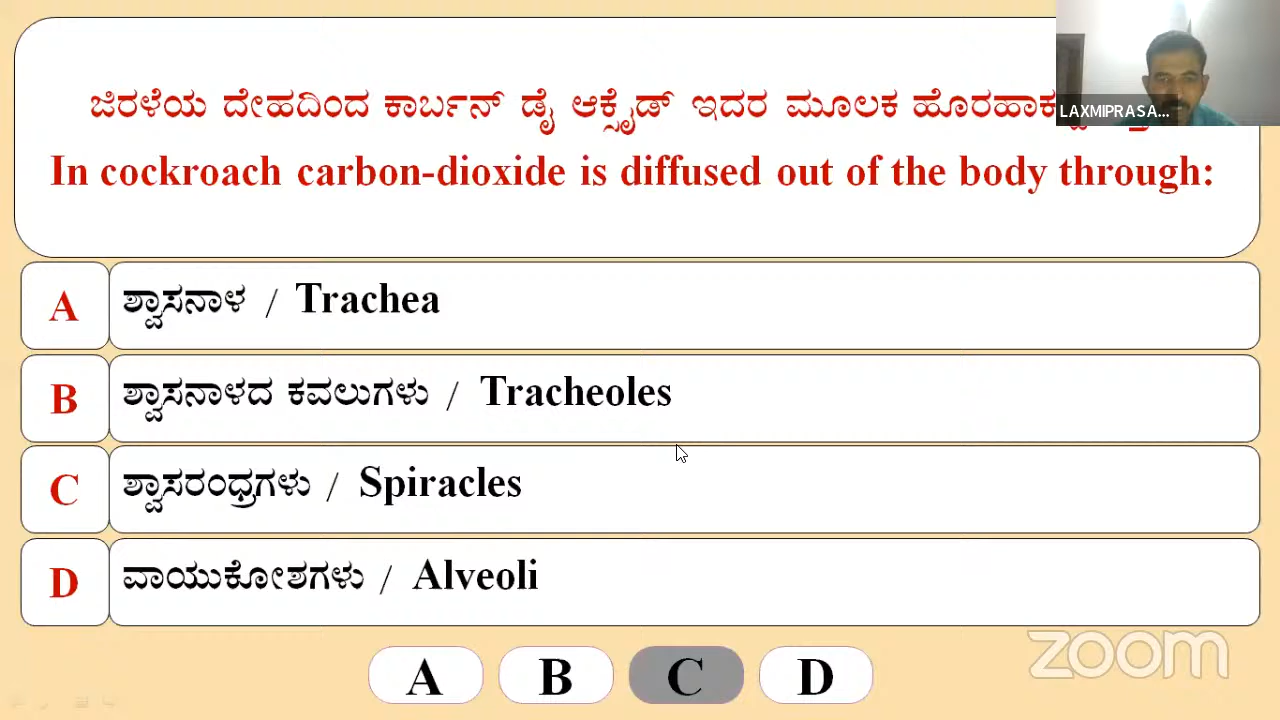 ಜಿರಳೆಯ ದೇಹದಿಂದ ಕಾರ್ಬನ್ ಡೈ ಆಕ್ಸೈಡ್ ಇದರ ಮೂಲಕ
In cockroach carbon-dioxide is diffused out of the body through:
LAXMIPRASA...
A ಶ್ವಾಸನಾಳ / Trachea
B ಶ್ವಾಸನಾಳದ ಕವಲುಗಳು / Tracheoles
C ಶ್ವಾಸರಂಧ್ರಗಳು / Spiracles
D ವಾಯುಕೋಶಗಳು / Alveoli
A B C D
zoom